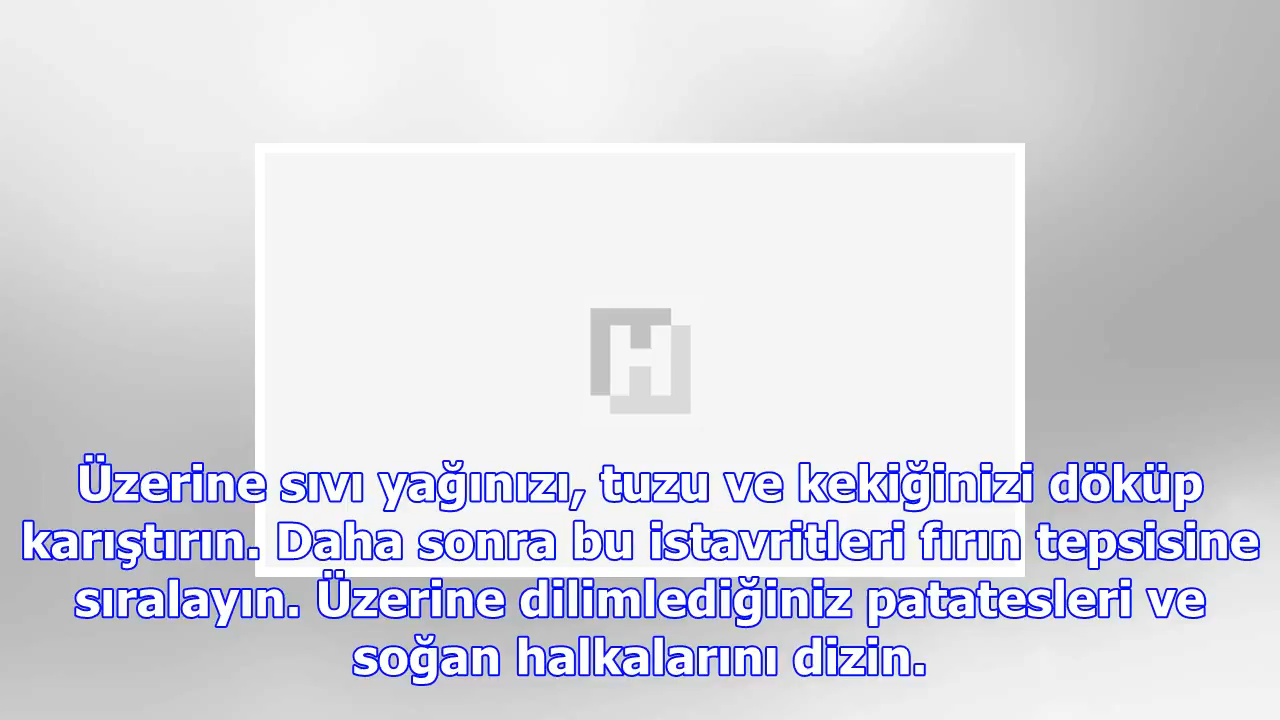 H
Üzerine sıvı yağınızı, tuzu ve kekiğinizi döküp
karıştırın. Daha sonra bu istavritleri fırın tepsisine
sıralayın. Üzerine dilimlediğiniz patatesleri ve
soğan halkalarını dizin.